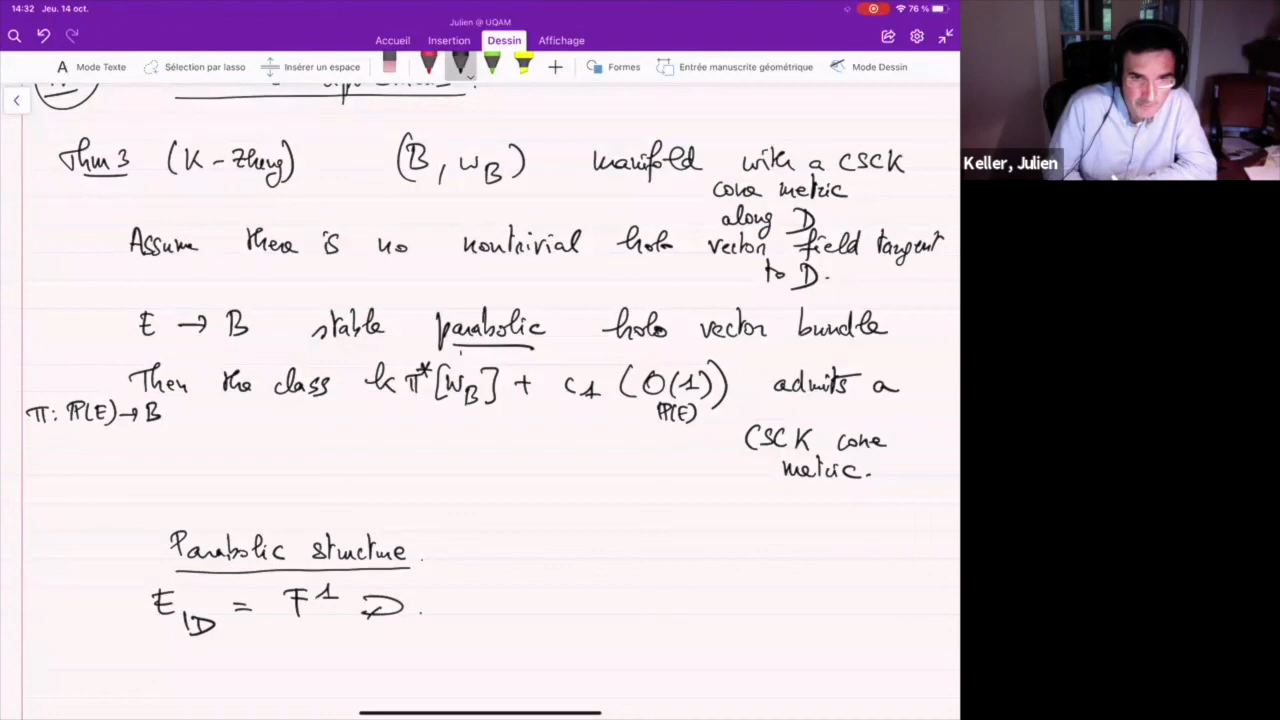 14:32 Jeu. 14 oct.
76 %
Julien @ UQAM
Accueil Insertion Dessin Affichage
A Mode Texte Sélection par lasso Insérer un espace Formes Entrée manuscrite géométrique Mode Dessin
Keller, Julien
Thm 3 (K - Zheng) (B, ω_B) manifold with a CSCK
cone metric
along D
Assume there is no nontrivial holo vector field tangent
to D.
E → B stable parabolic holo vector bundle
Then the class k π*[ω_B] + c_1 (O(1)) admits a
π: P(E) → B P(E)
CSCK cone
metric.
Parabolic structure.
E_{|D} = F^1 ⊃.